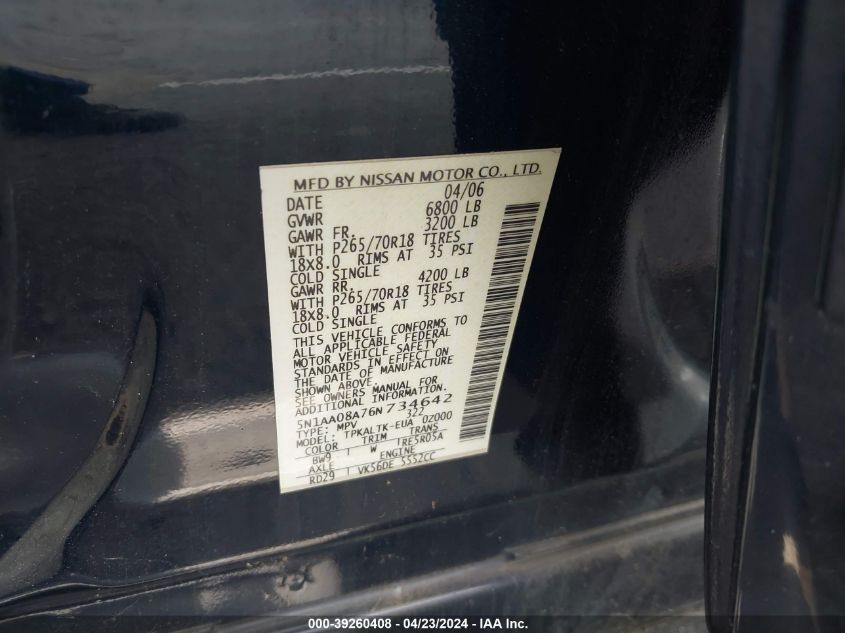 MFD BY NISSAN MOTOR CO., LTD.
DATE 04/06
GVWR 6800 LB
GAWR FR. 3200 LB
WITH P265/70R18 TIRES
18X8.0 RIMS AT 35 PSI
COLD SINGLE
GAWR RR. 4200 LB
WITH P265/70R18 TIRES
18X8.0 RIMS AT 35 PSI
COLD SINGLE
THIS VEHICLE CONFORMS TO
ALL APPLICABLE FEDERAL
MOTOR VEHICLE SAFETY
STANDARDS IN EFFECT ON
THE DATE OF MANUFACTURE
SHOWN ABOVE.
SEE OWNERS MANUAL FOR
ADDITIONAL INFORMATION.
5N1AA08A76N734642
TYPE: MPV 322
MODEL: TPKALTK-EUA 0Z000
COLOR TRIM TRANS
BW9 W RE5R05A
AXLE ENGINE
RD29 VK56DE 5552CC
000-39260408 - 04/23/2024 - IAA Inc.